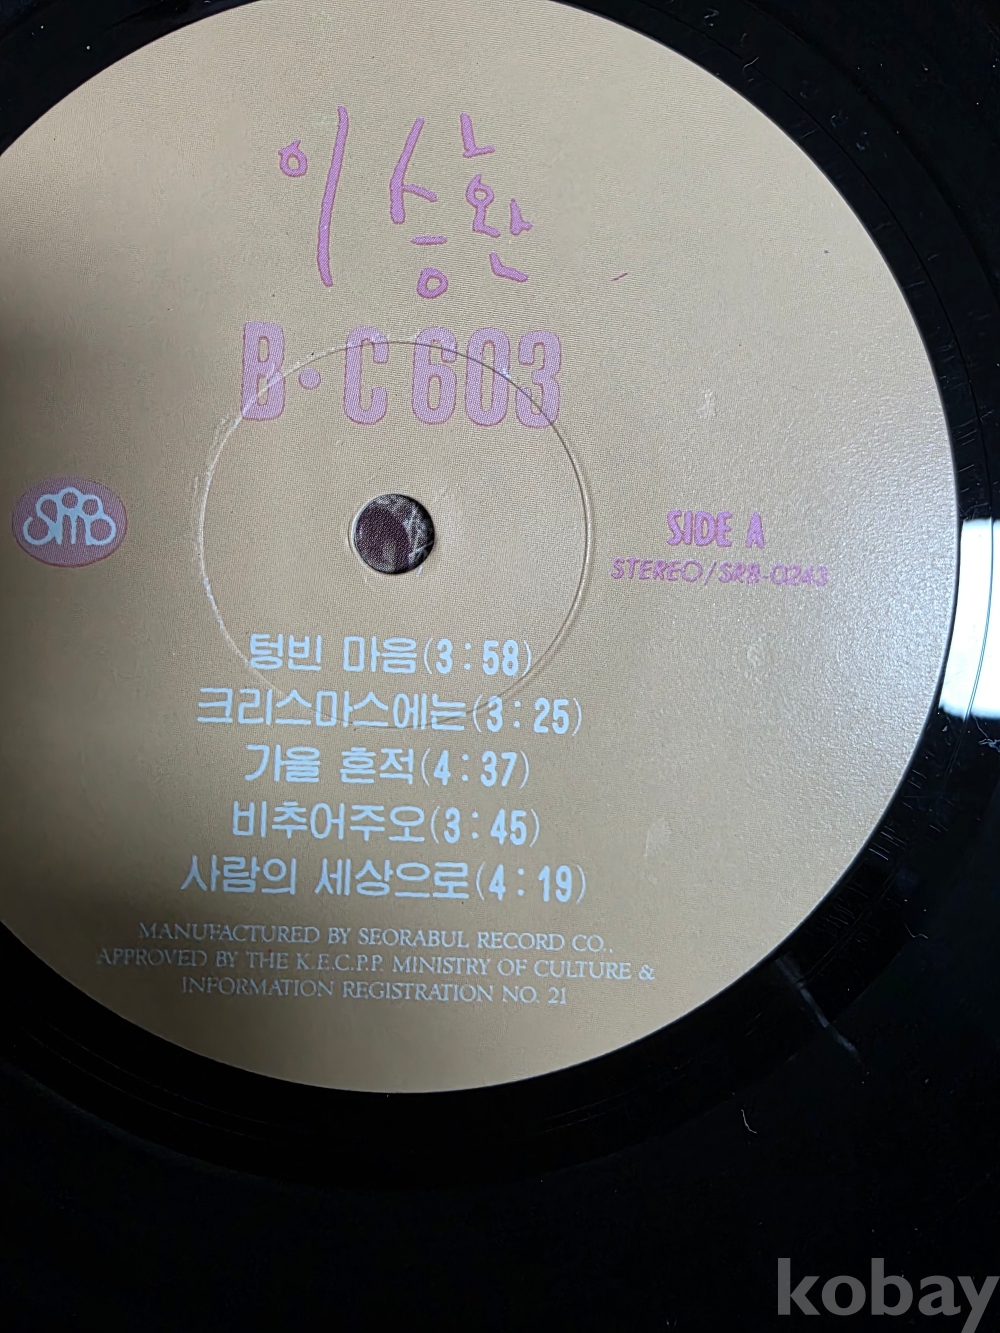 이승환
B·C 603
SIDE A
STEREO/SRB-0243
텅빈 마음(3:58)
크리스마스에는(3:25)
가을 흔적(4:37)
비추어주오(3:45)
사람의 세상으로(4:19)
MANUFACTURED BY SEORABUL RECORD CO.,
APPROVED BY THE K.E.C.P.P. MINISTRY OF CULTURE &
INFORMATION REGISTRATION NO. 21
kobay